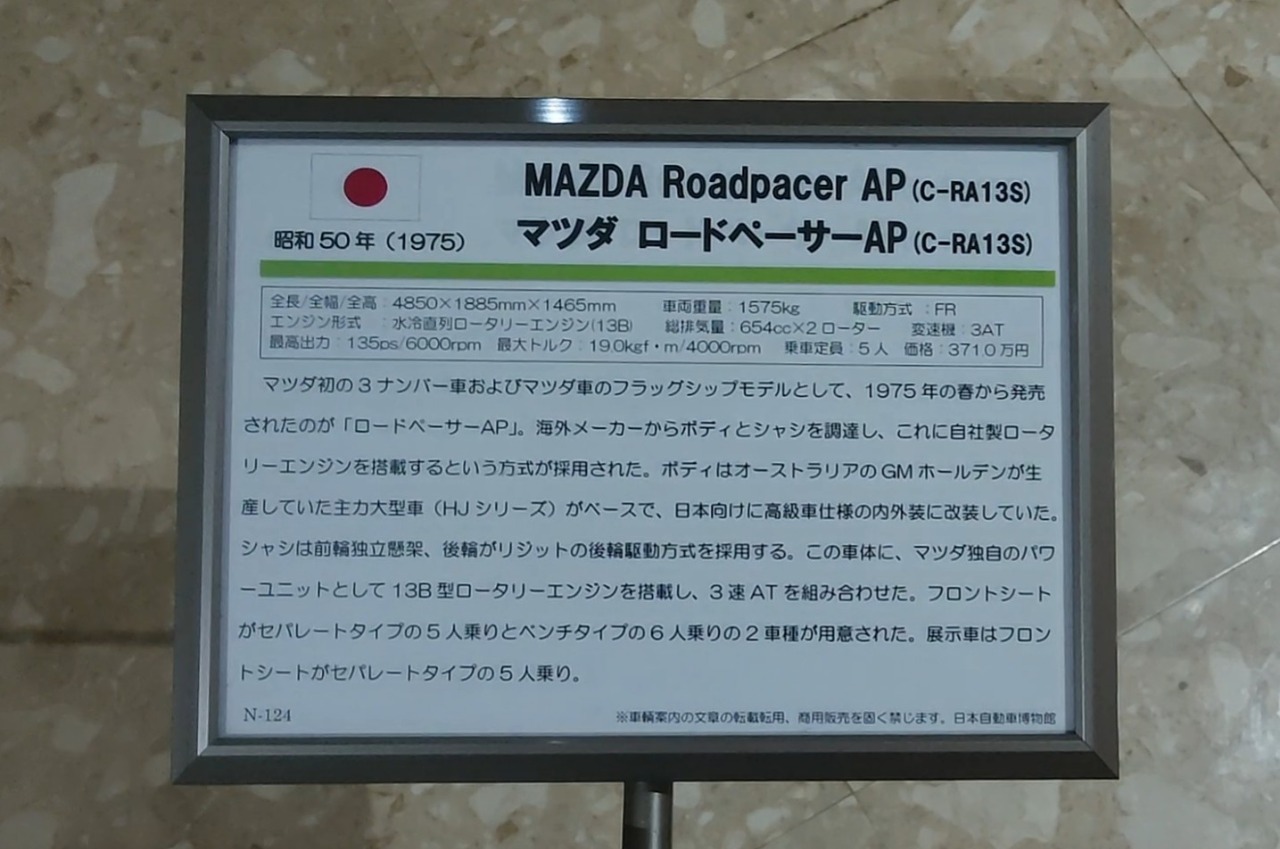 MAZDA Roadpacer AP (C-RA13S)
昭和50年（1975） マツダ ロードペーサーAP (C-RA13S)
全長/全幅/全高：4850×1885mm×1465mm 車両重量：1575kg 駆動方式：FR
エンジン形式 ：水冷直列ロータリーエンジン(13B) 総排気量：654cc×2ローター 変速機：3AT
最高出力：135ps/6000rpm 最大トルク：19.0kgf・m/4000rpm 乗車定員：5人 価格：371.0万円
マツダ初の3ナンバー車およびマツダ車のフラッグシップモデルとして、1975年の春から発売
されたのが「ロードペーサーAP」。海外メーカーからボディとシャシを調達し、これに自社製ロータ
リーエンジンを搭載するという方式が採用された。ボディはオーストラリアのGMホールデンが生
産していた主力大型車（HJシリーズ）がベースで、日本向けに高級車仕様の内外装に改装していた。
シャシは前輪独立懸架、後輪がリジットの後輪駆動方式を採用する。この車体に、マツダ独自のパワ
ーユニットとして13B型ロータリーエンジンを搭載し、3速ATを組み合わせた。フロントシート
がセパレートタイプの5人乗りとベンチタイプの6人乗りの2車種が用意された。展示車はフロン
トシートがセパレートタイプの5人乗り。
N-124 ※車輌案内の文章の転載転用、商用販売を固く禁じます。日本自動車博物館